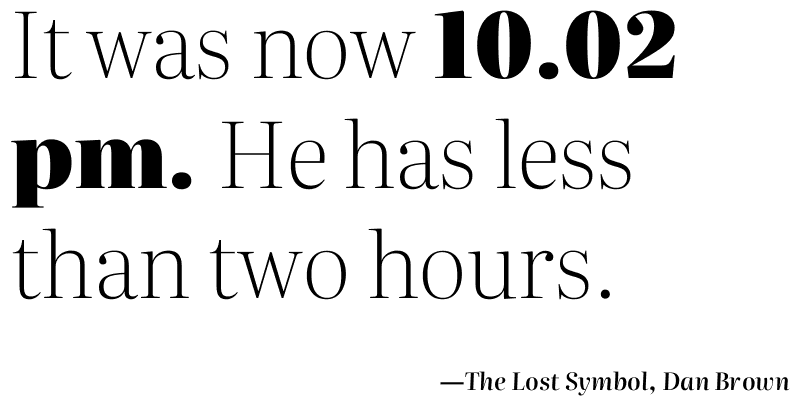 It was now 10.02
pm. He has less
than two hours.
—The Lost Symbol, Dan Brown